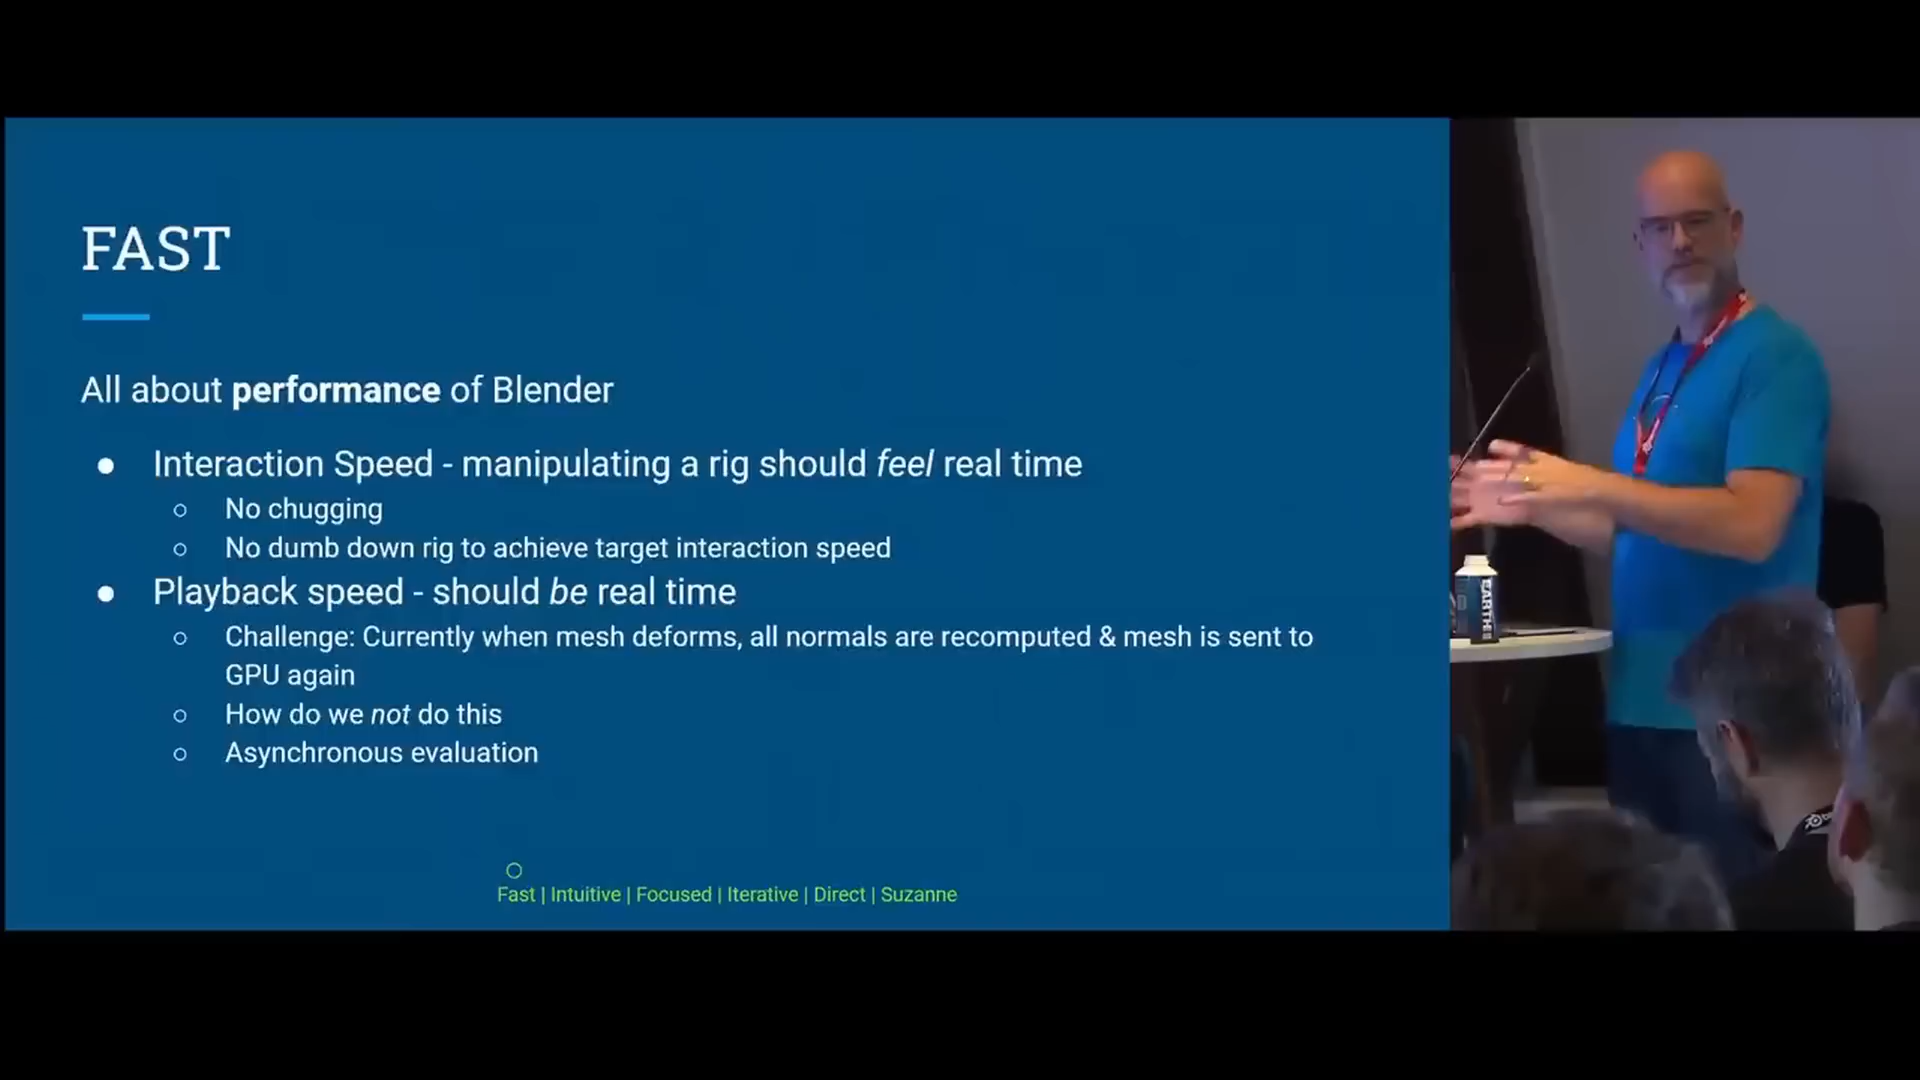 FAST
All about performance of Blender
● Interaction Speed - manipulating a rig should feel real time
○ No chugging
○ No dumb down rig to achieve target interaction speed
● Playback speed - should be real time
○ Challenge: Currently when mesh deforms, all normals are recomputed & mesh is sent to
GPU again
○ How do we not do this
○ Asynchronous evaluation
○
Fast | Intuitive | Focused | Iterative | Direct | Suzanne
EARTH